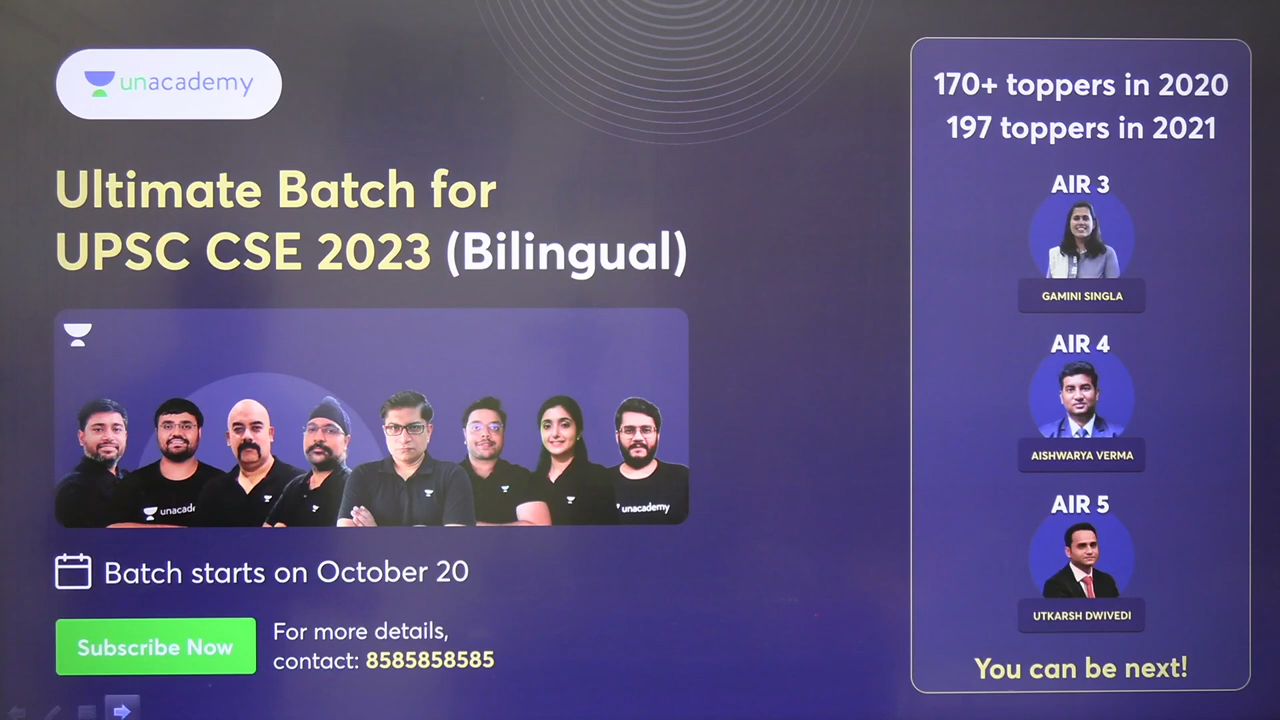 unacademy
Ultimate Batch for
UPSC CSE 2023 (Bilingual)
unacade
unacademy
Batch starts on October 20
Subscribe Now
For more details,
contact: 8585858585
170+ toppers in 2020
197 toppers in 2021
AIR 3
GAMINI SINGLA
AIR 4
AISHWARYA VERMA
AIR 5
UTKARSH DWIVEDI
You can be next!